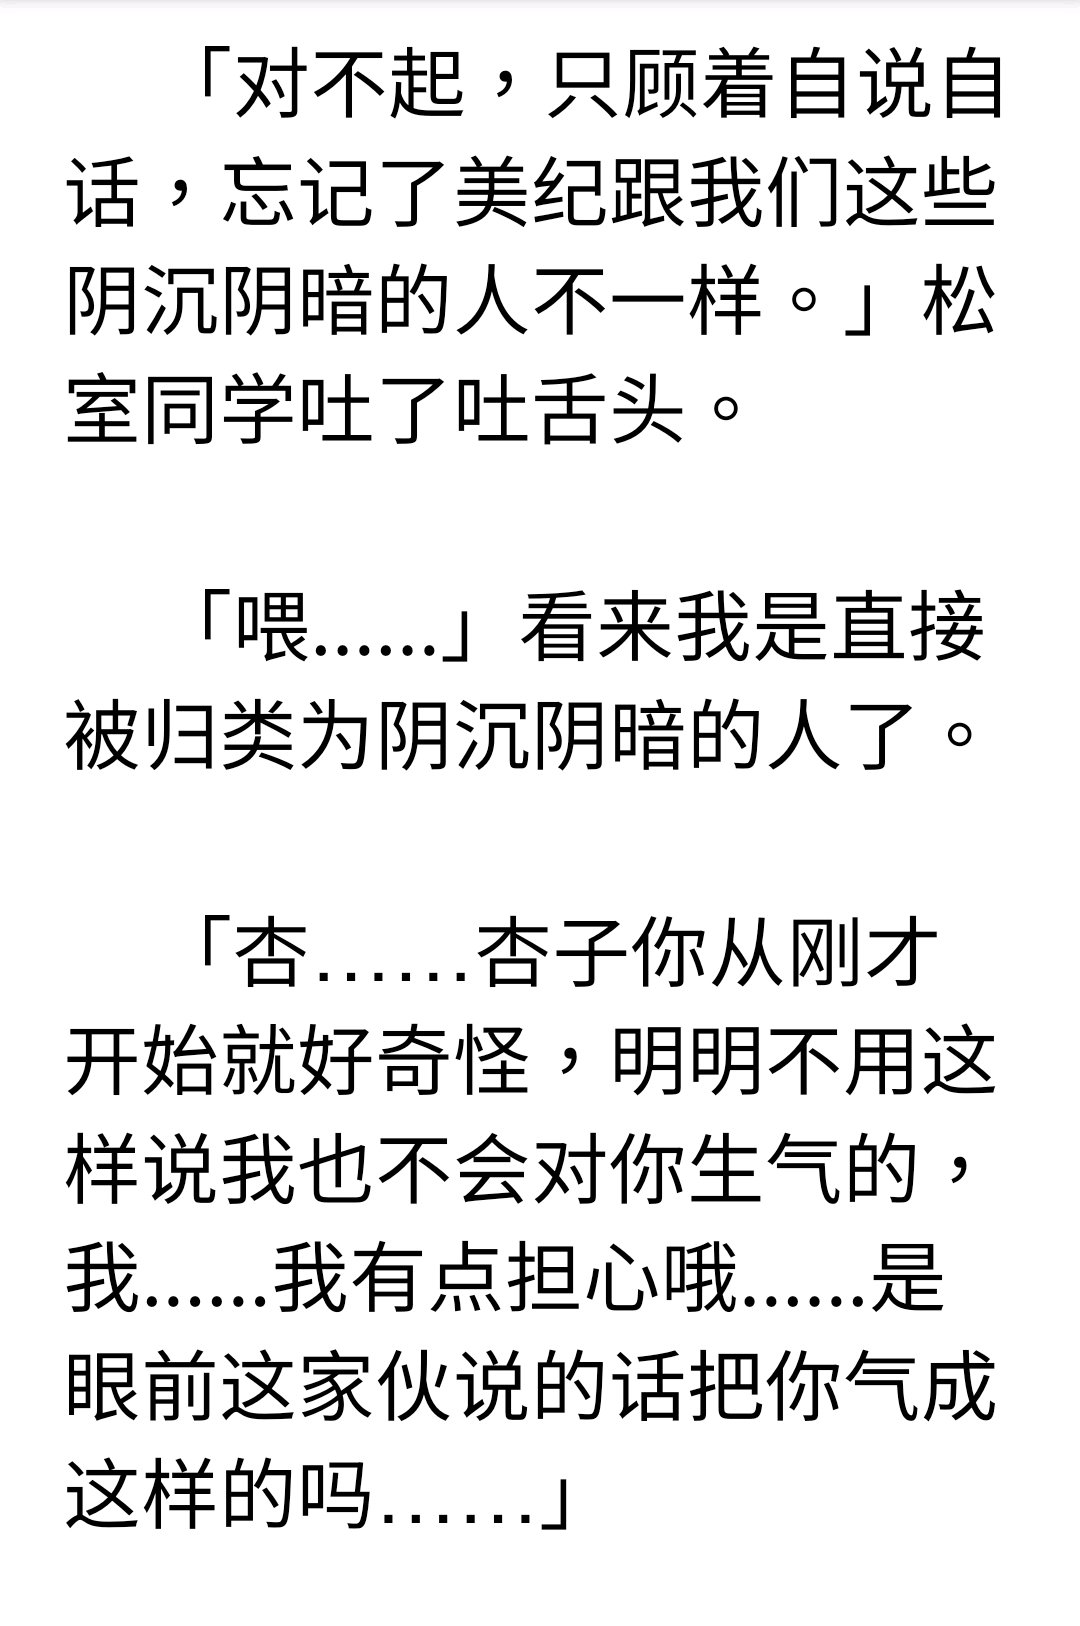 「对不起，只顾着自说自
话，忘记了美纪跟我们这些
阴沉阴暗的人不一样。」松
室同学吐了吐舌头。
「喂……」看来我是直接
被归类为阴沉阴暗的人了。
「杏……杏子你从刚才
开始就好奇怪，明明不用这
样说我也不会对你生气的，
我……我有点担心哦……是
眼前这家伙说的话把你气成
这样的吗……」